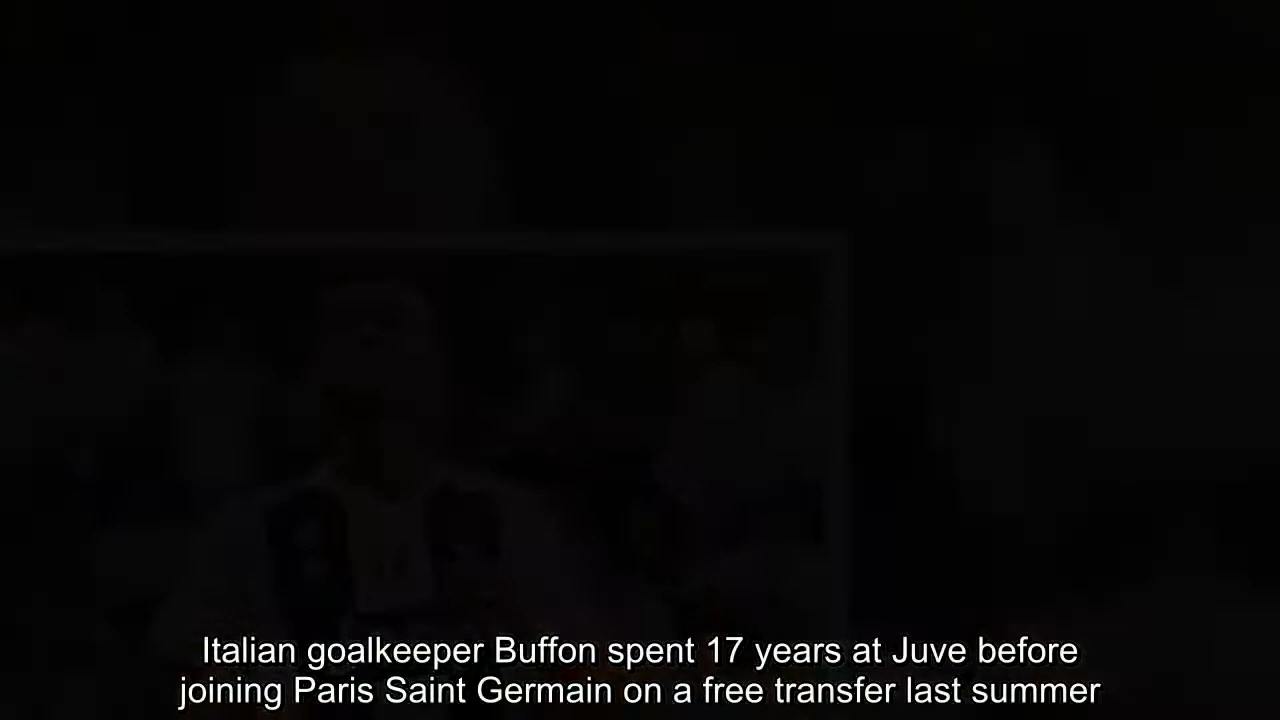 Italian goalkeeper Buffon spent 17 years at Juve before
joining Paris Saint Germain on a free transfer last summer